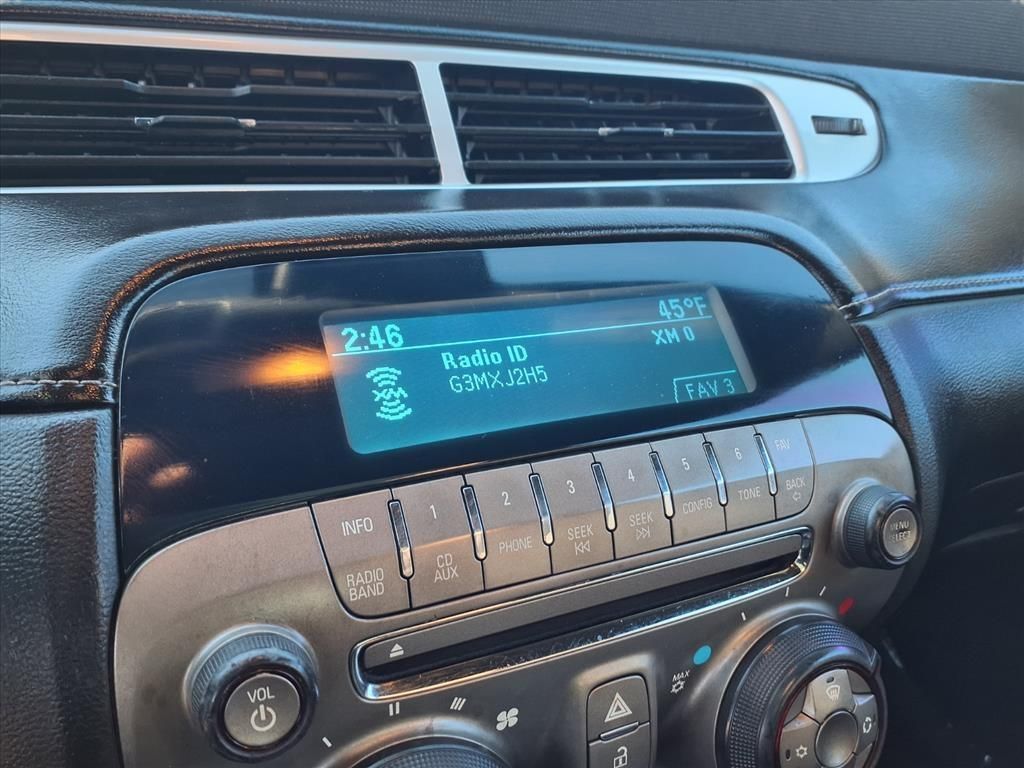 2:46
45°F
XM 0
Radio ID
G3MXJ2H5
XM
FAV 3
INFO
1
2
3
4
5
6
FAV
RADIO
BAND
CD
AUX
PHONE
SEEK
SEEK
CONFIG
TONE
BACK
MENU
SELECT
VOL
MAX